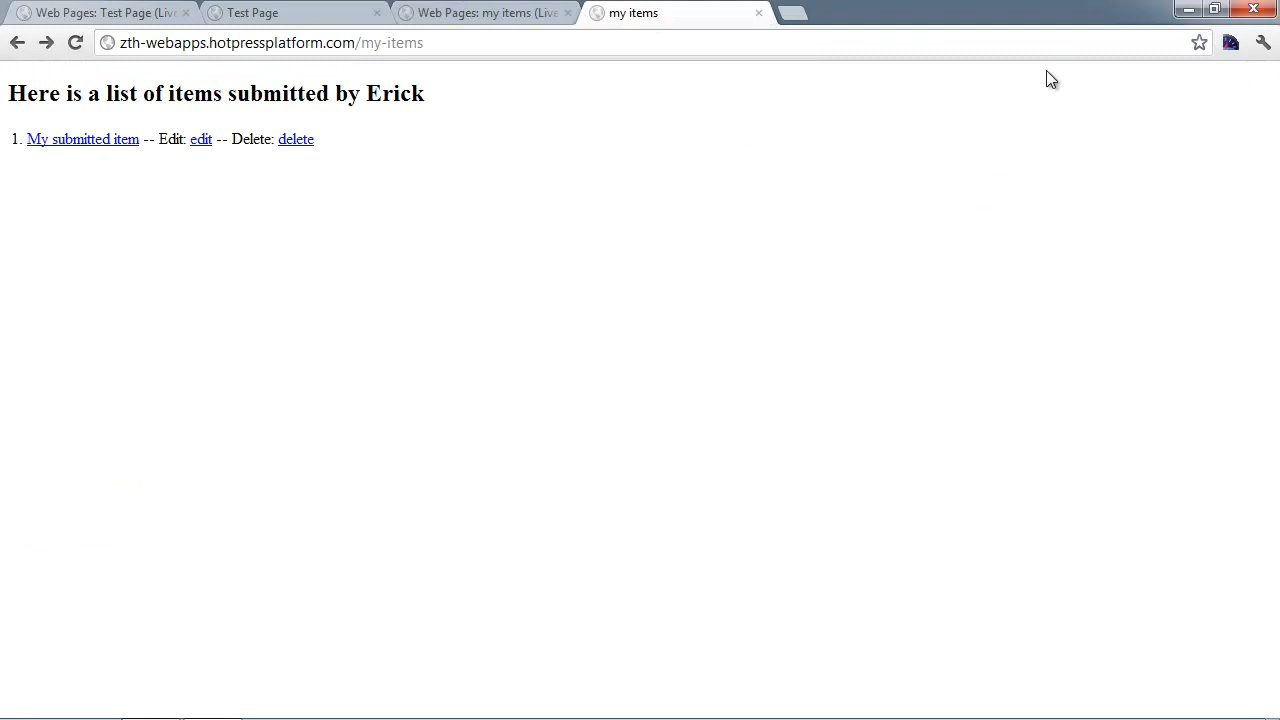 Web Pages: Test Page (Live
Test Page
Web Pages: my items (Live
my items
zth-webapps.hotpressplatform.com/my-items
Here is a list of items submitted by Erick
1. My submitted item -- Edit: edit -- Delete: delete